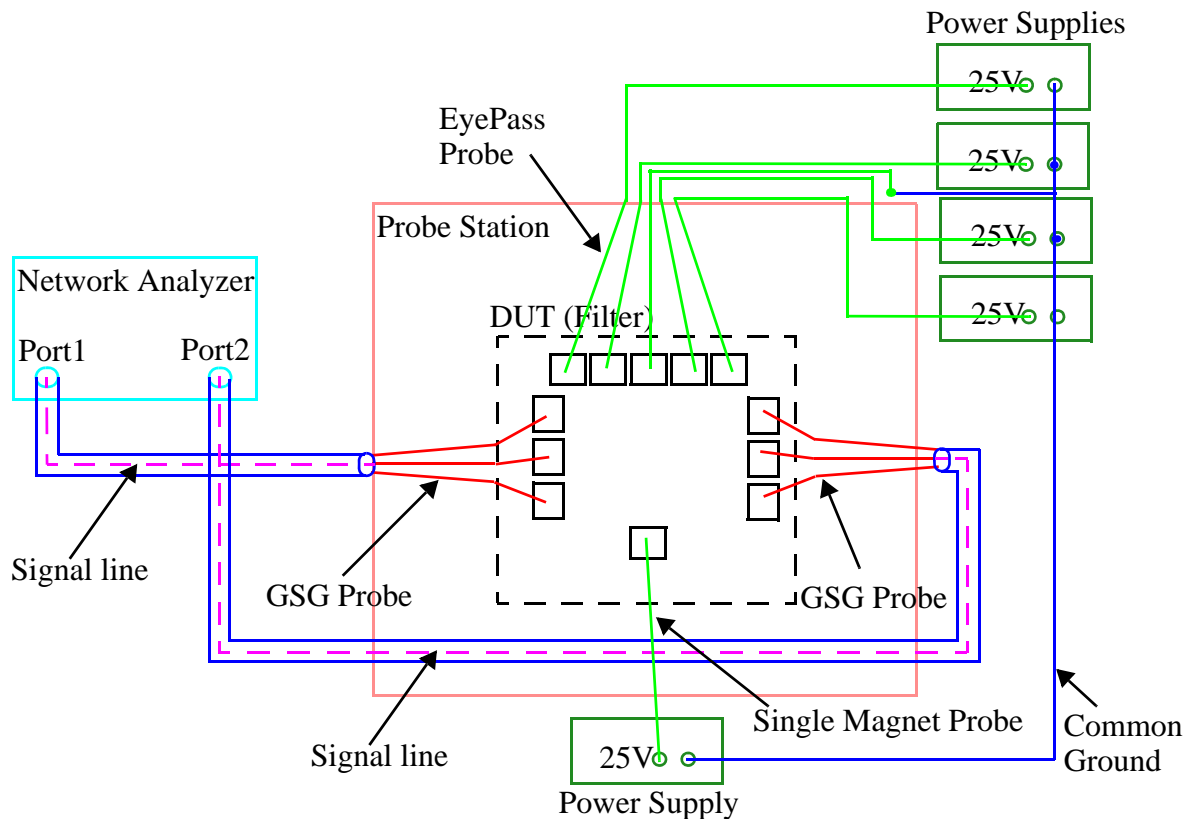 Power Supplies
25V
EyePass
Probe
25V
Probe Station
25V
Network Analyzer
25V
DUT (Filter)
Port1
Port2
Signal line
GSG Probe
GSG Probe
Single Magnet Probe
Common
Ground
Signal line
25V
Power Supply